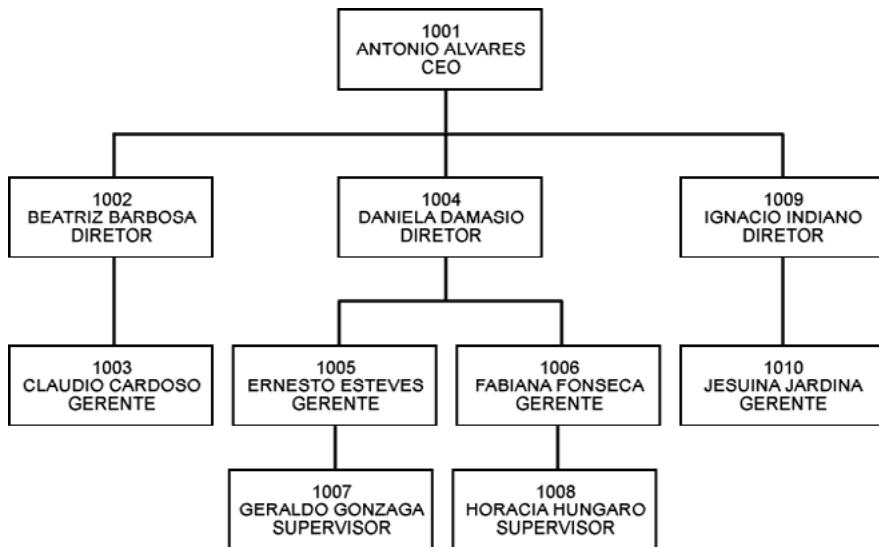 1001
ANTONIO ALVARES
CEO
1002
BEATRIZ BARBOSA
DIRETOR
1004
DANIELA DAMASIO
DIRETOR
1009
IGNACIO INDIANO
DIRETOR
1003
CLAUDIO CARDOSO
GERENTE
1005
ERNESTO ESTEVES
GERENTE
1006
FABIANA FONSECA
GERENTE
1010
JESUINA JARDINA
GERENTE
1007
GERALDO GONZAGA
SUPERVISOR
1008
HORACIA HUNGARO
SUPERVISOR